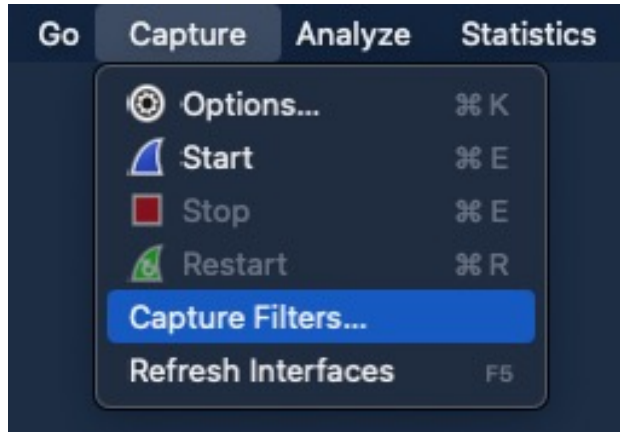 Go Capture Analyze Statistics
Options... ⌘ K
Start ⌘ E
Stop ⌘ E
Restart ⌘ R
Capture Filters...
Refresh Interfaces F5